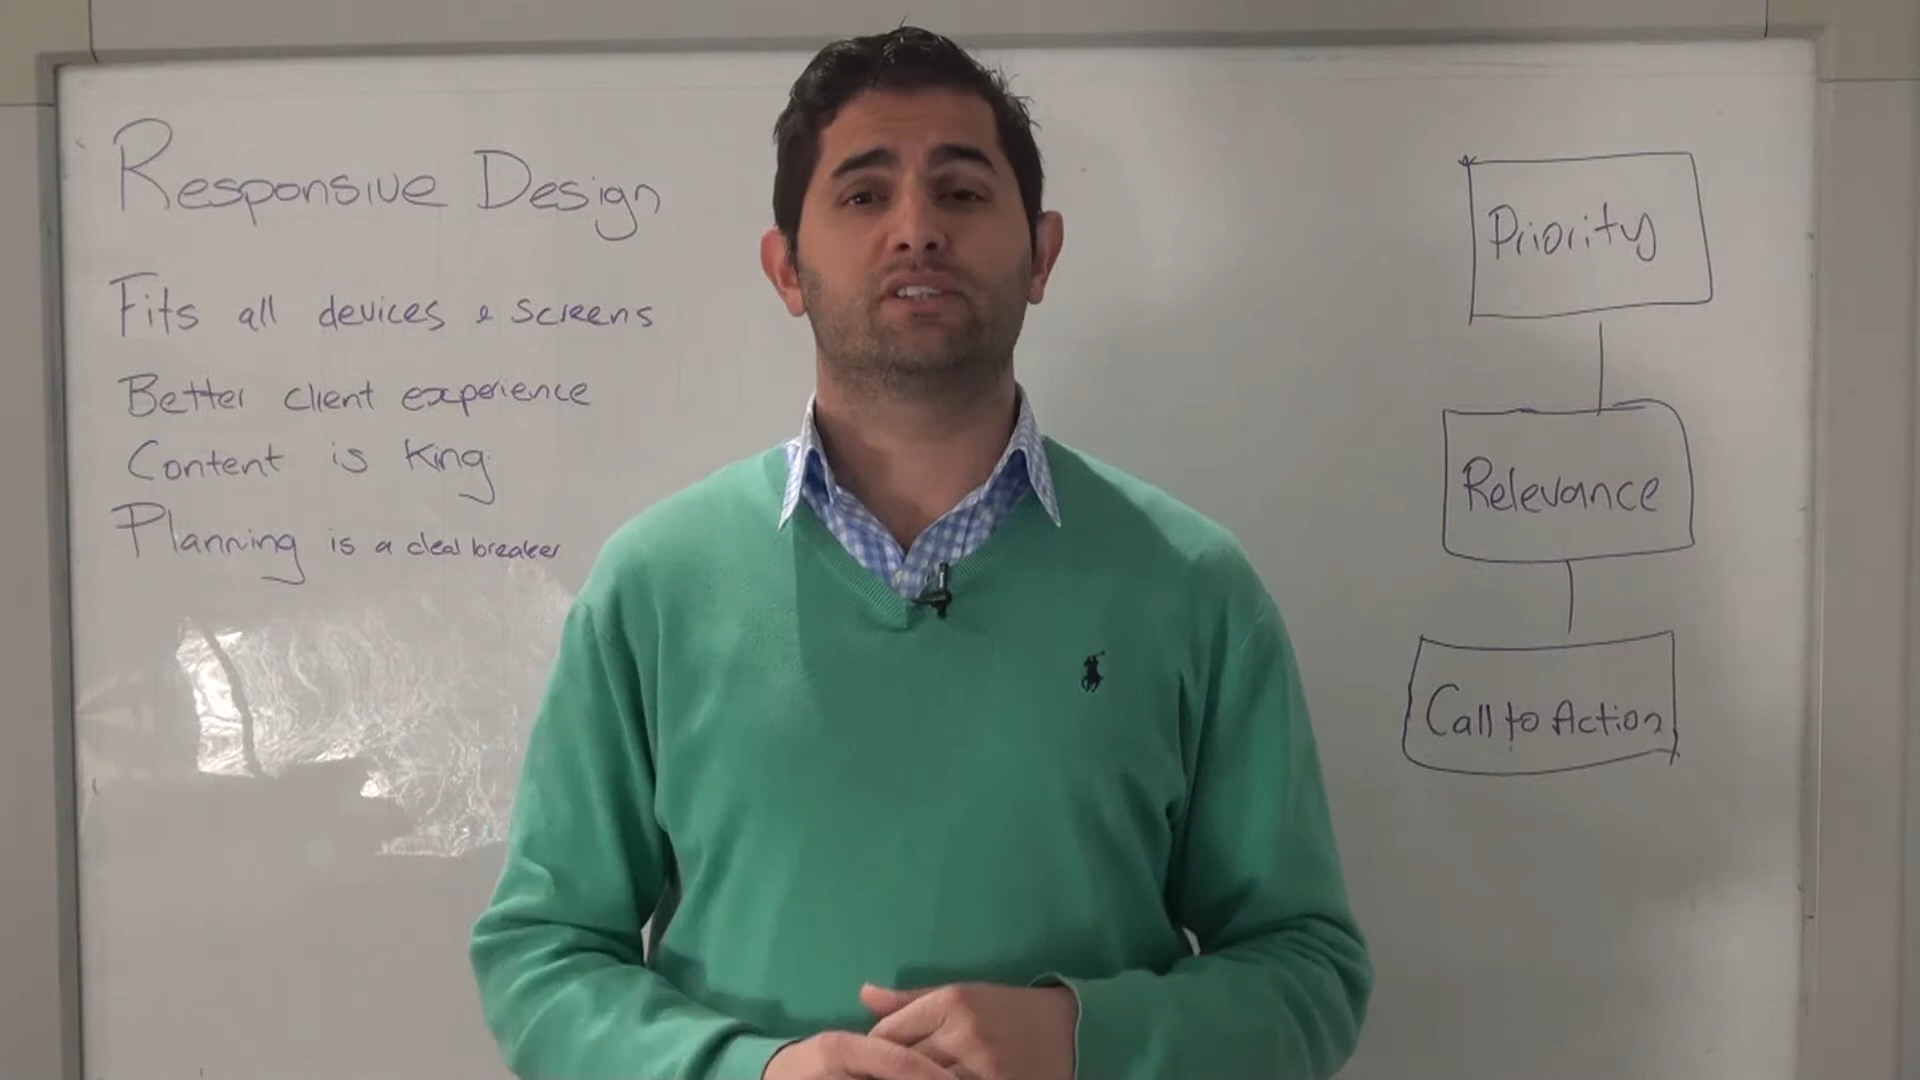 Responsive Design
Fits all devices & screens
Better client experience
Content is King
Planning is a deal breaker
Priority
Relevance
Call to Action